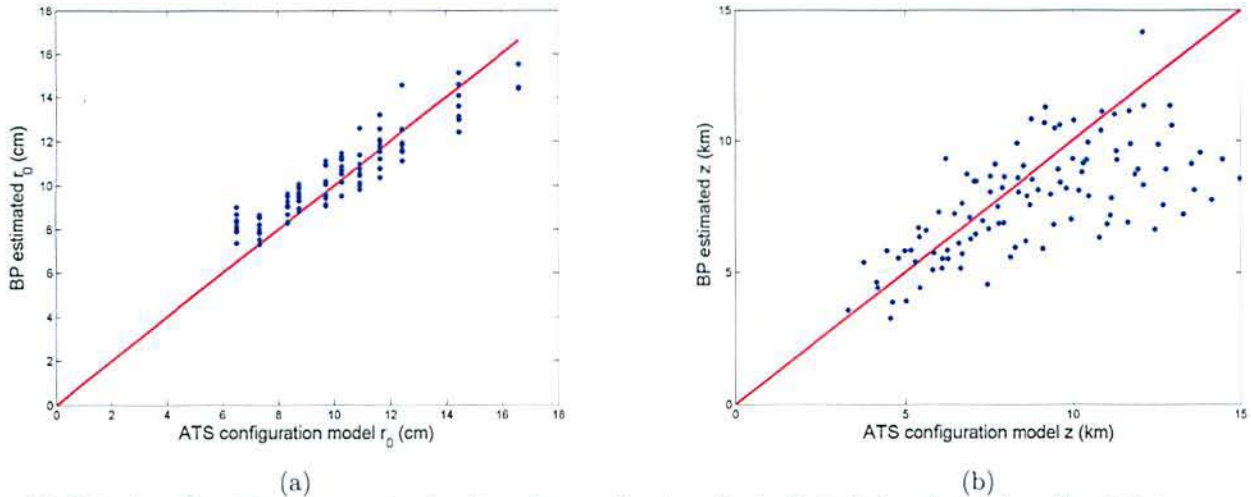 18
16
14
12
10
8
6
4
2
0
BP estimated r_0 (cm)
0 2 4 6 8 10 12 14 16 18
ATS configuration model r_0 (cm)
(a)
15
10
5
0
BP estimated z (km)
0 5 10 15
ATS configuration model z (km)
(b)